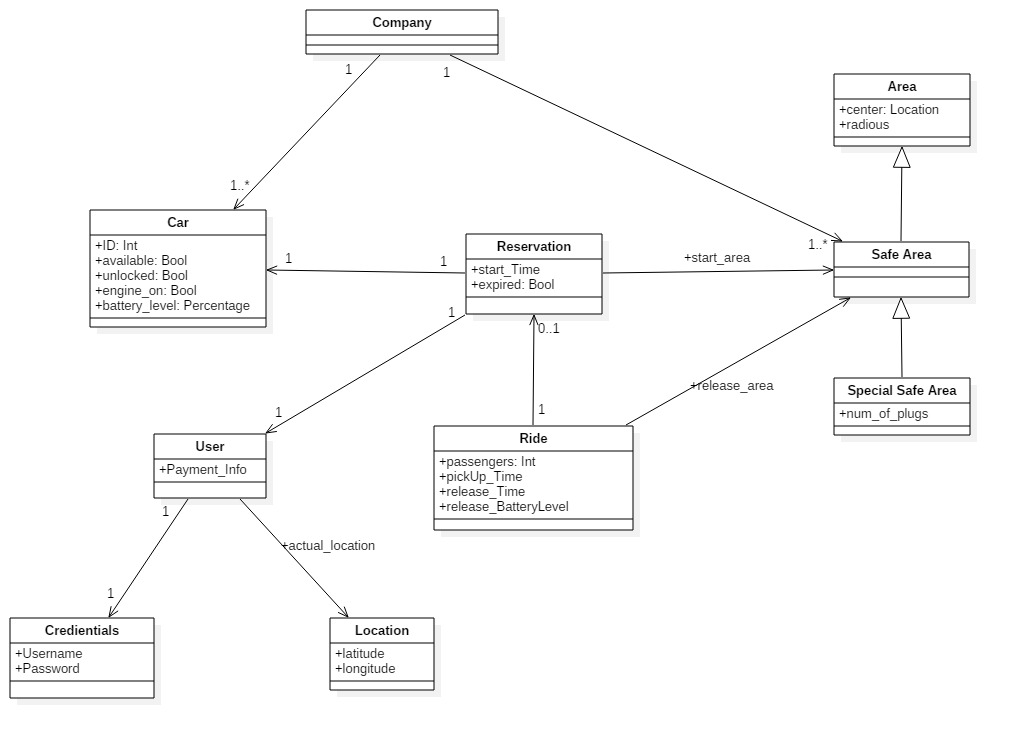 Company
1
1
1..*
Area
+center: Location
+radious
Car
+ID: Int
+available: Bool
+unlocked: Bool
+engine_on: Bool
+battery_level: Percentage
1
1
Reservation
+start_Time
+expired: Bool
+start_area
1..*
Safe Area
1
0..1
1
+release_area
Special Safe Area
+num_of_plugs
1
User
+Payment_Info
Ride
+passengers: Int
+pickUp_Time
+release_Time
+release_BatteryLevel
1
+actual_location
1
Credientials
+Username
+Password
Location
+latitude
+longitude